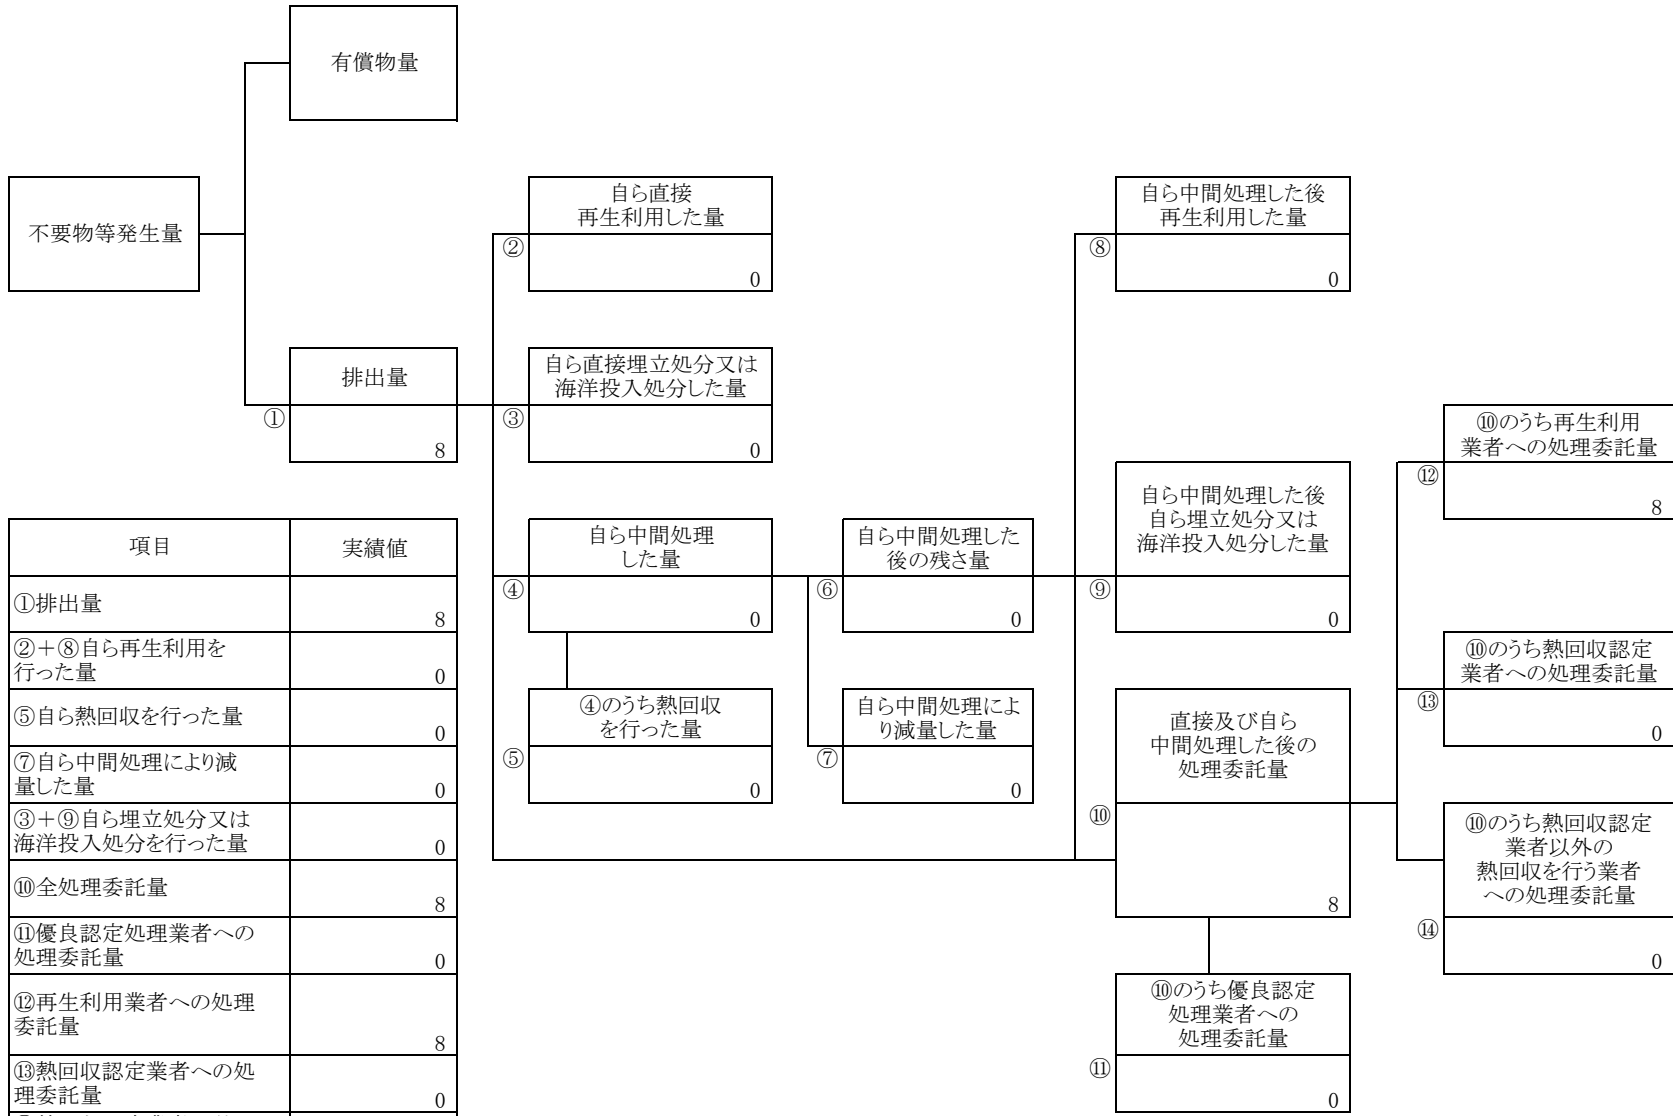 有償物量
不要物等発生量
自ら直接
再生利用した量
②
0
自ら中間処理した後
再生利用した量
⑧
0
排出量
①
8
自ら直接埋立処分又は
海洋投入処分した量
③
0
⑩のうち再生利用
業者への処理委託量
⑫
8
自ら中間処理
した量
④
0
自ら中間処理した
後の残さ量
⑥
0
自ら中間処理した後
自ら埋立処分又は
海洋投入処分した量
⑨
0
⑩のうち熱回収認定
業者への処理委託量
⑬
0
④のうち熱回収
を行った量
⑤
0
自ら中間処理によ
り減量した量
⑦
0
直接及び自ら
中間処理した後の
処理委託量
⑩
8
⑩のうち熱回収認定
業者以外の
熱回収を行う業者
への処理委託量
⑭
0
⑩のうち優良認定
処理業者への
処理委託量
⑪
0
項目 実績値
①排出量 8
②+⑧自ら再生利用を
行った量 0
⑤自ら熱回収を行った量 0
⑦自ら中間処理により減
量した量 0
③+⑨自ら埋立処分又は
海洋投入処分を行った量 0
⑩全処理委託量 8
⑪優良認定処理業者への
処理委託量 0
⑫再生利用業者への処理
委託量 8
⑬熱回収認定業者への処
理委託量 0